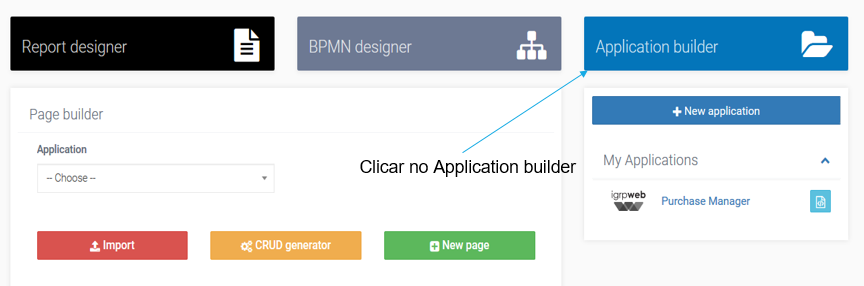 Report designer
BPMN designer
Application builder
Page builder
Application
-- Choose --
Import
CRUD generator
New page
Clicar no Application builder
New application
My Applications
igrpweb
Purchase Manager